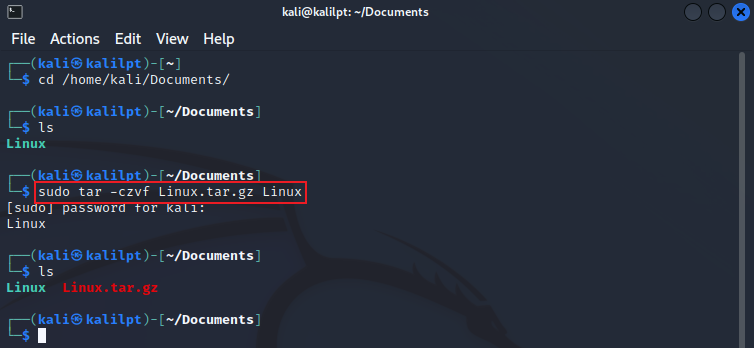 kali@kalilpt: ~/Documents
File Actions Edit View Help
┌──(kali㉿kalilpt)-[~]
└─$ cd /home/kali/Documents/
┌──(kali㉿kalilpt)-[~/Documents]
└─$ ls
Linux
┌──(kali㉿kalilpt)-[~/Documents]
└─$ sudo tar -czvf Linux.tar.gz Linux
[sudo] password for kali:
Linux
┌──(kali㉿kalilpt)-[~/Documents]
└─$ ls
Linux  Linux.tar.gz
┌──(kali㉿kalilpt)-[~/Documents]
└─$